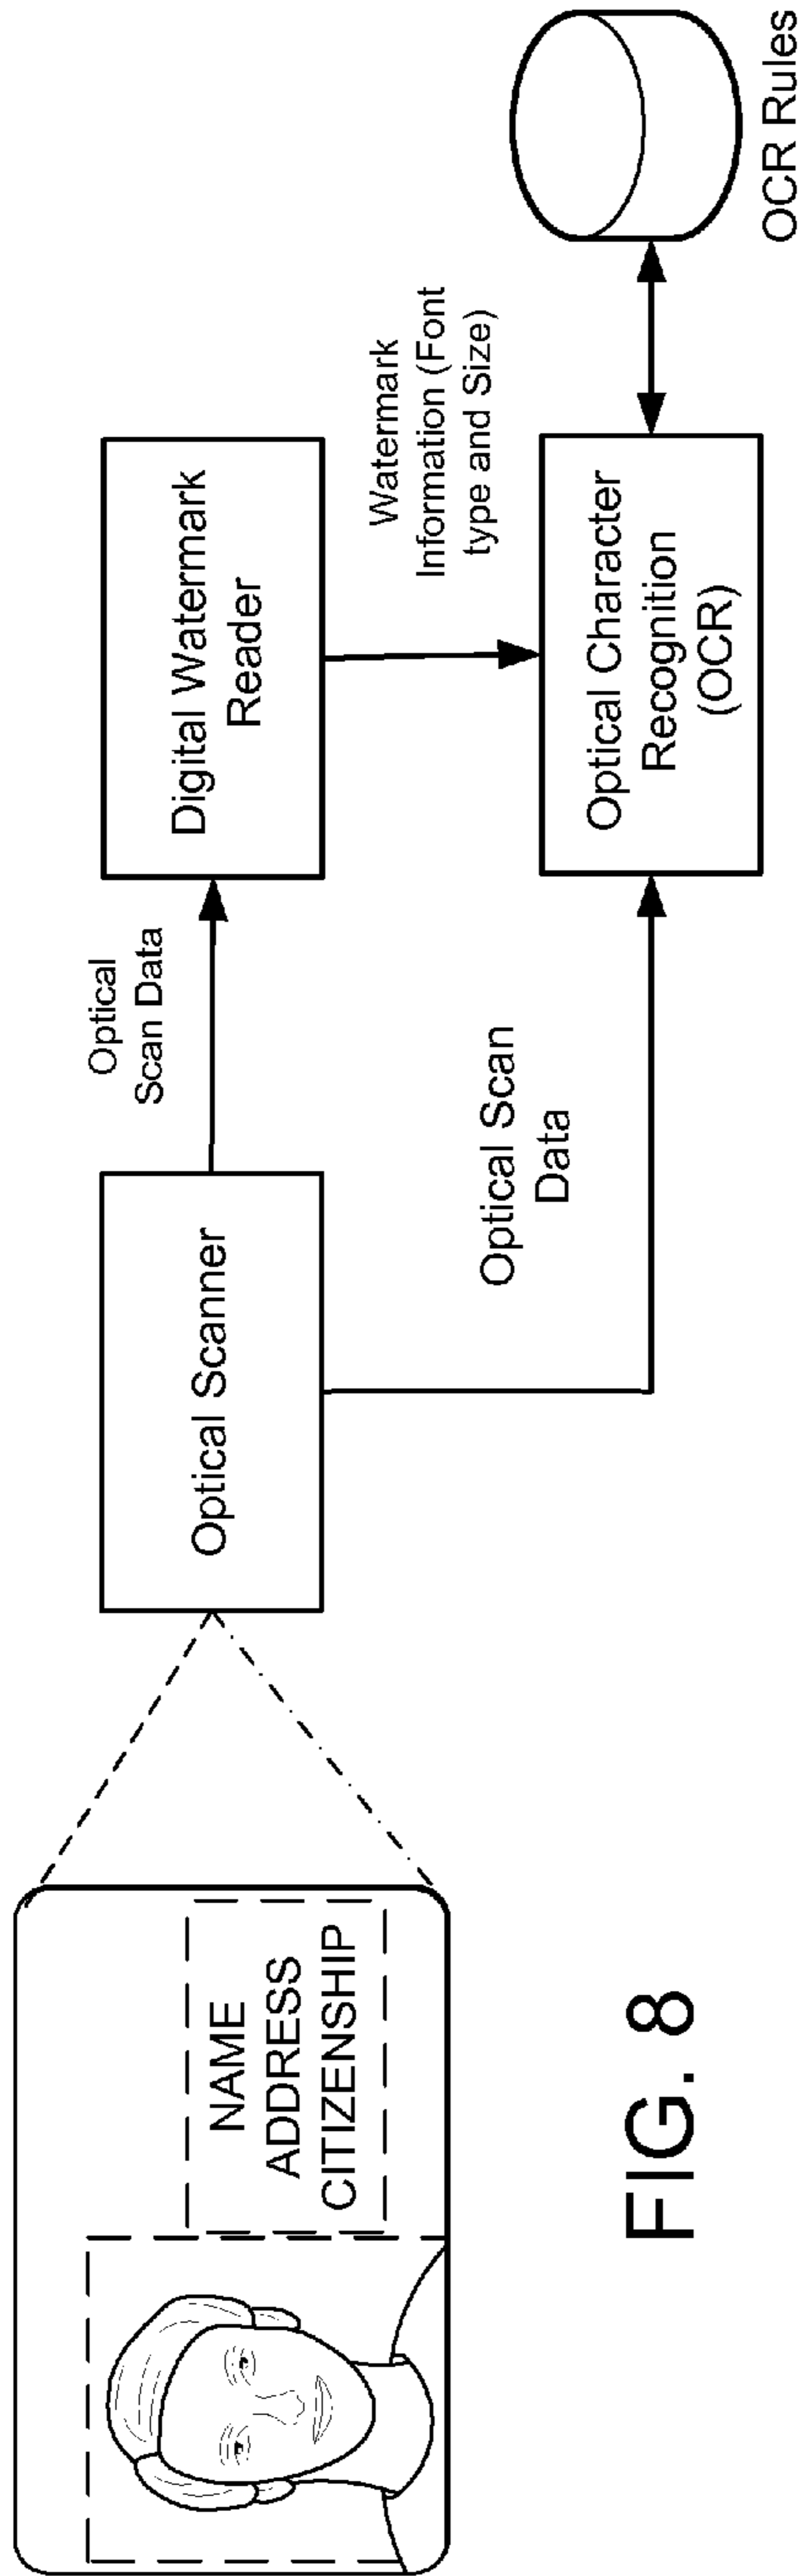 NAME
ADDRESS
CITIZENSHIP
Optical Scanner
Optical
Scan Data
Digital Watermark
Reader
Watermark
Information (Font
type and Size)
Optical Scan
Data
Optical Character
Recognition
(OCR)
OCR Rules
FIG. 8